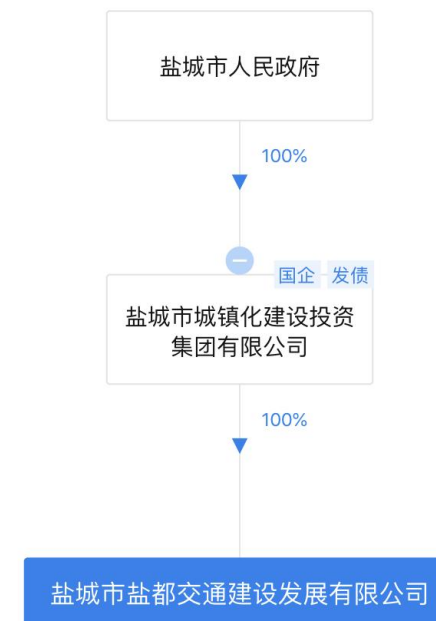 盐城市人民政府
100%
国企 发债
盐城市城镇化建设投资
集团有限公司
100%
盐城市盐都交通建设发展有限公司